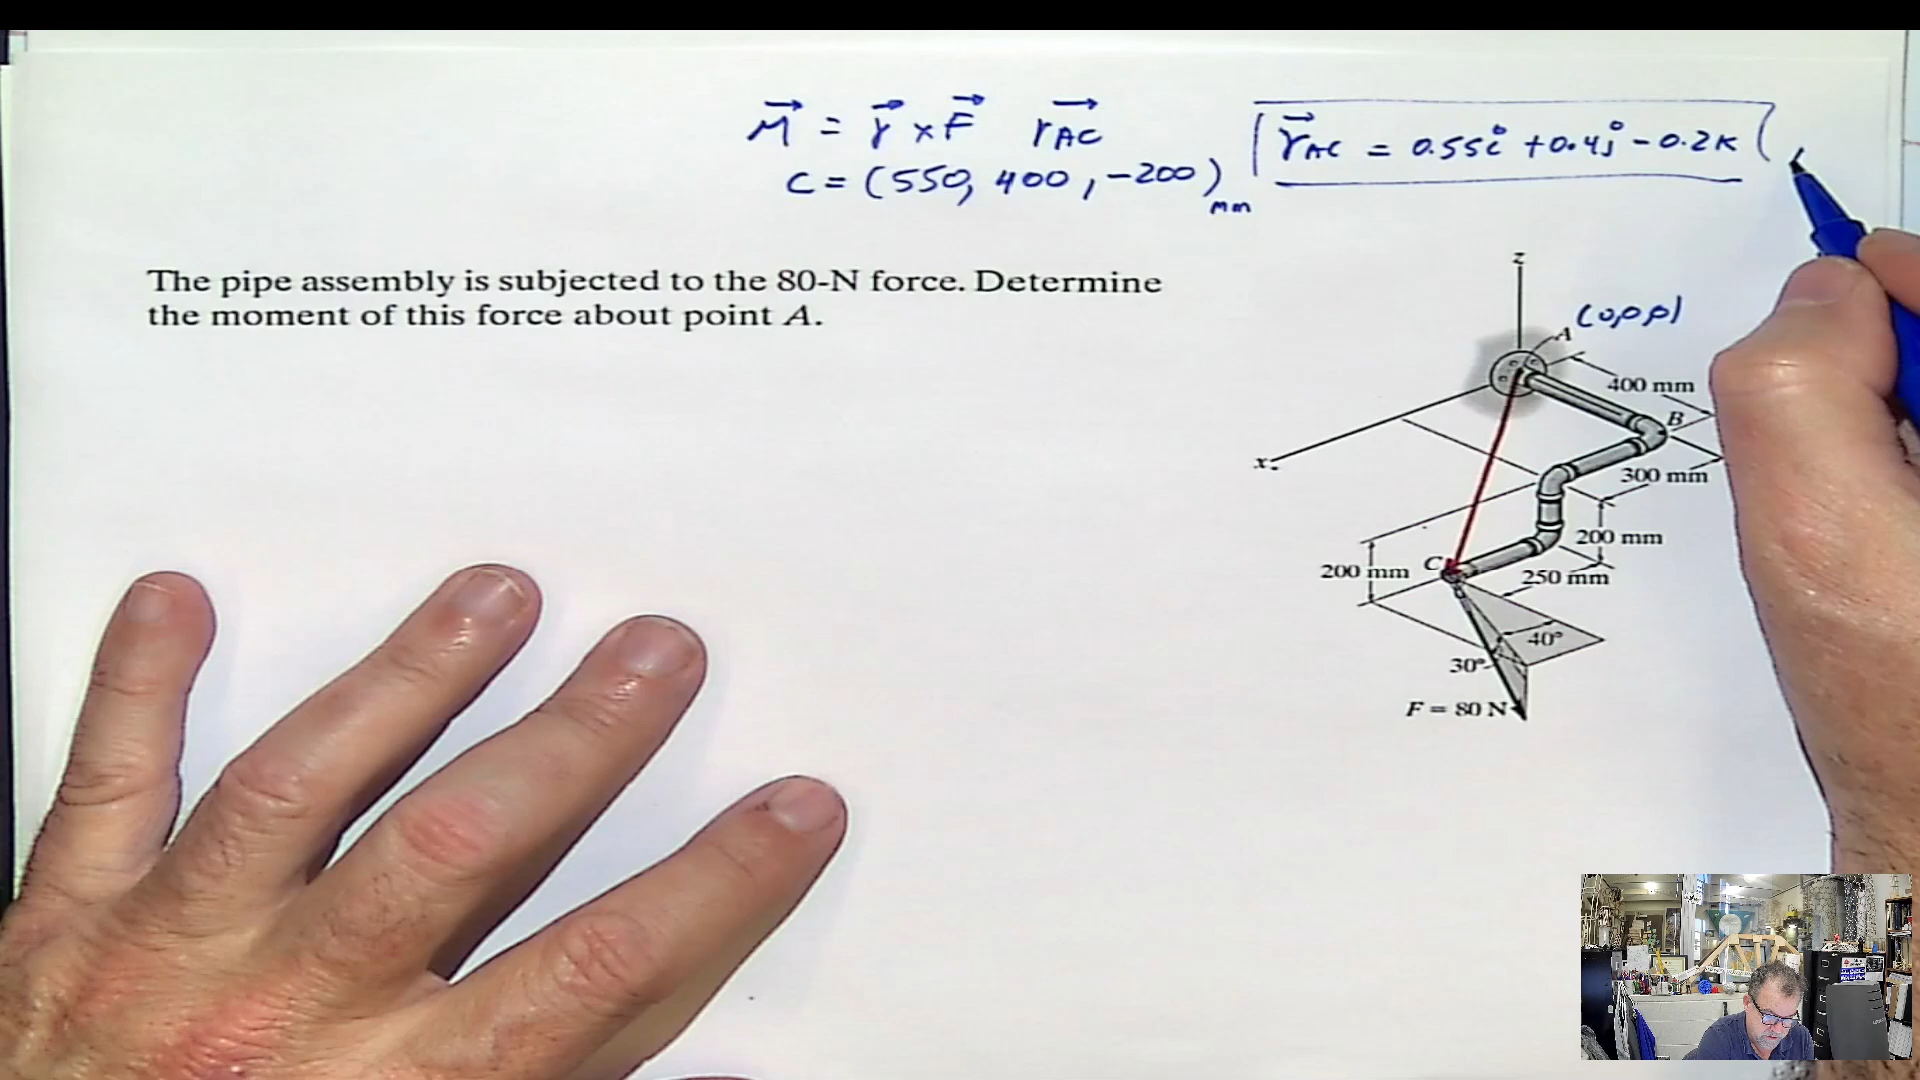 M = r x F   r AC   r AC = 0.55i + 0.4j - 0.2k
C = (550, 400, -200) mm
The pipe assembly is subjected to the 80-N force. Determine
the moment of this force about point A.
z
A (0,0,0)
400 mm
B
x
300 mm
200 mm
200 mm C
250 mm
40°
30°
F = 80 N